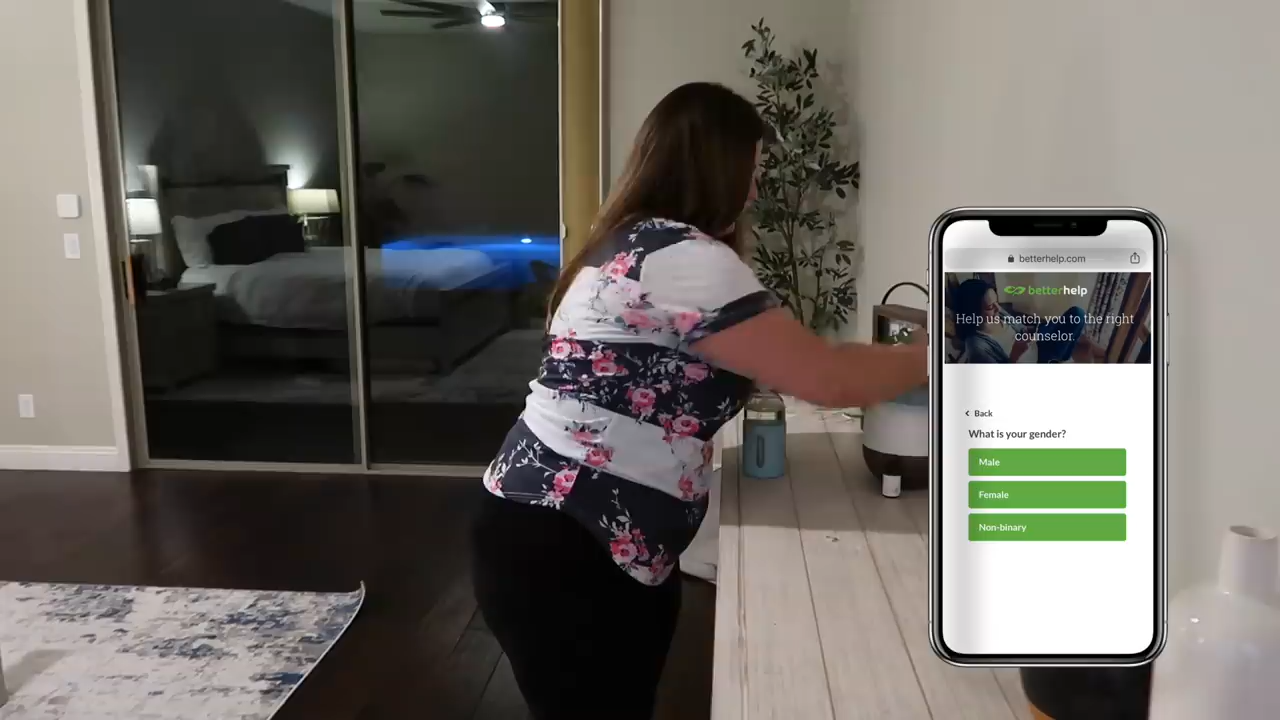 betterhelp.com
betterhelp
Help us match you to the right
counselor.
Back
What is your gender?
Male
Female
Non-binary